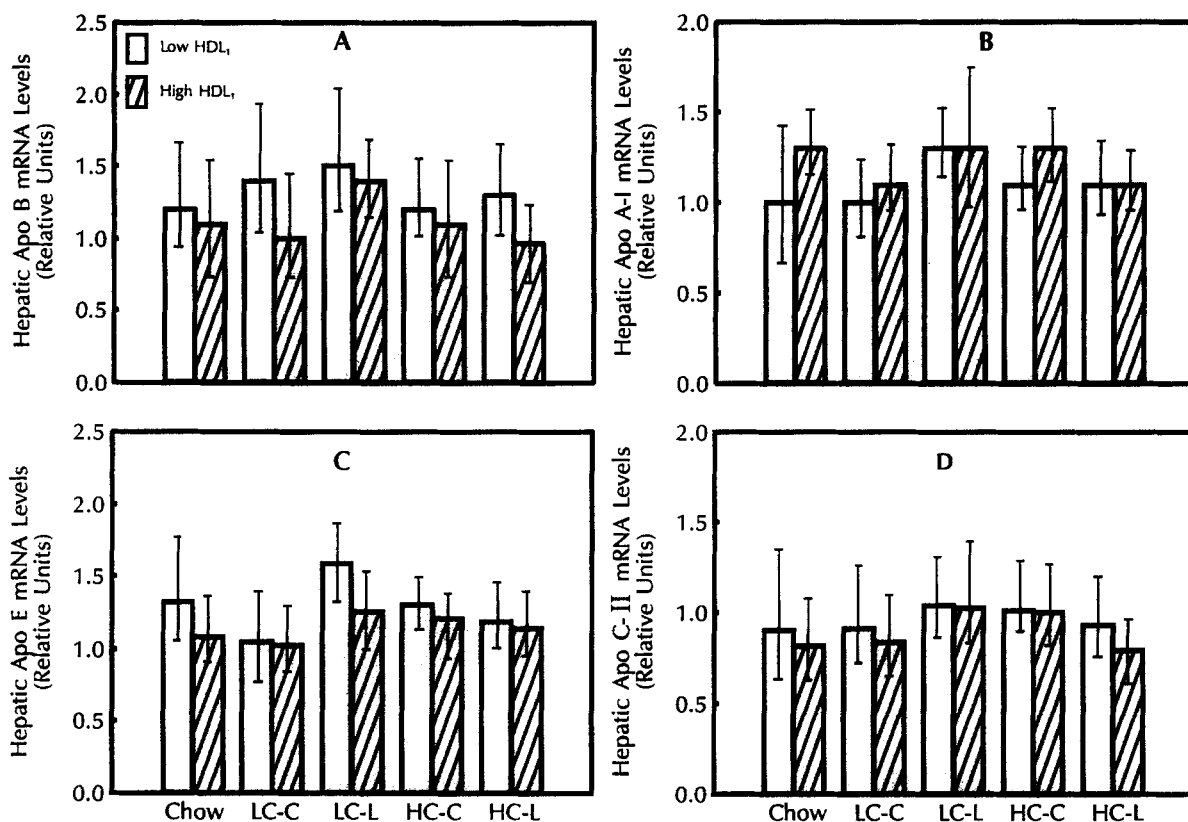 Hepatic Apo B mRNA Levels
(Relative Units)
2.5
2.0
1.5
1.0
0.5
0.0
A
Low HDL₁
High HDL₁
Hepatic Apo A-I mRNA Levels
(Relative Units)
2.0
1.5
1.0
0.5
0.0
B
Hepatic Apo E mRNA Levels
(Relative Units)
2.5
2.0
1.5
1.0
0.5
0.0
C
Chow LC-C LC-L HC-C HC-L
Hepatic Apo C-II mRNA Levels
(Relative Units)
2.0
1.5
1.0
0.5
0.0
D
Chow LC-C LC-L HC-C HC-L